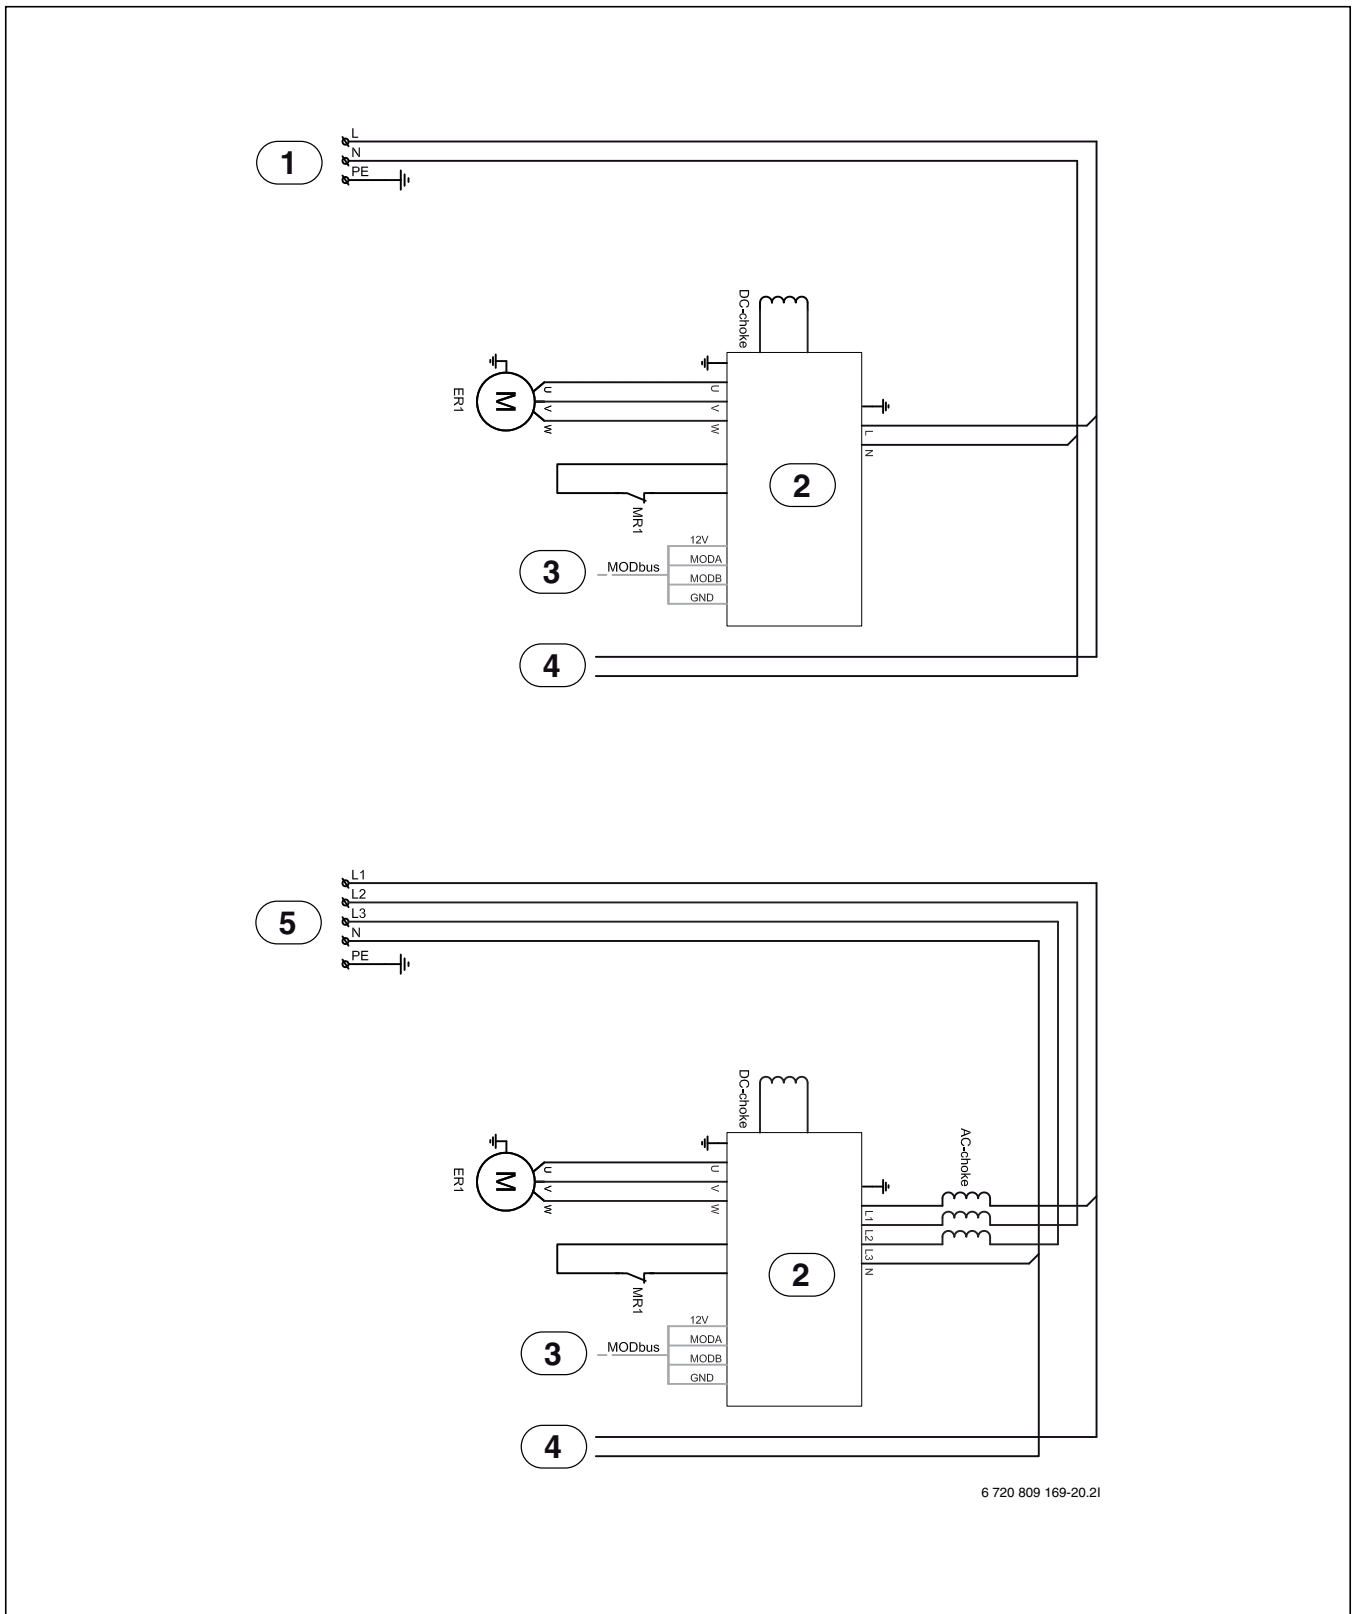 L
1
N
PE
DC-choke
ER1
M
U
V
W
U
V
W
L
N
2
MR1
12V
3
MODbus
MODA
MODB
GND
4
L1
L2
5
L3
N
PE
DC-choke
AC-choke
ER1
M
U
V
W
U
V
W
L1
L2
L3
N
2
MR1
12V
3
MODbus
MODA
MODB
GND
4
6 720 809 169-20.2I